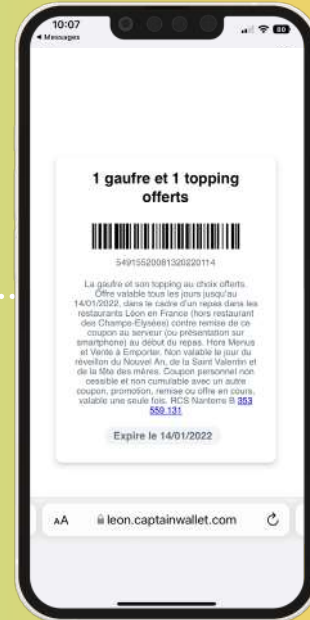 10:07
◀ Messages
80
1 gaufre et 1 topping
offerts
54915520081320220114
La gaufre et son topping au choix offerts.
Offre valable tous les jours jusqu'au
14/01/2022, dans le cadre d'un repas dans les
restaurants Léon en France (hors restaurant
des Champs-Elysées) contre remise de ce
coupon au serveur (ou présentation sur
smartphone) au début du repas. Hors Menus
et Vente à Emporter. Non valable le jour du
réveillon du Nouvel An, de la Saint Valentin et
de la fête des mères. Coupon personnel non
cessible et non cumulable avec un autre
coupon, promotion, remise ou offre en cours,
valable une seule fois. RCS Nanterre B 353
559 131
Expire le 14/01/2022
AA leon.captainwallet.com